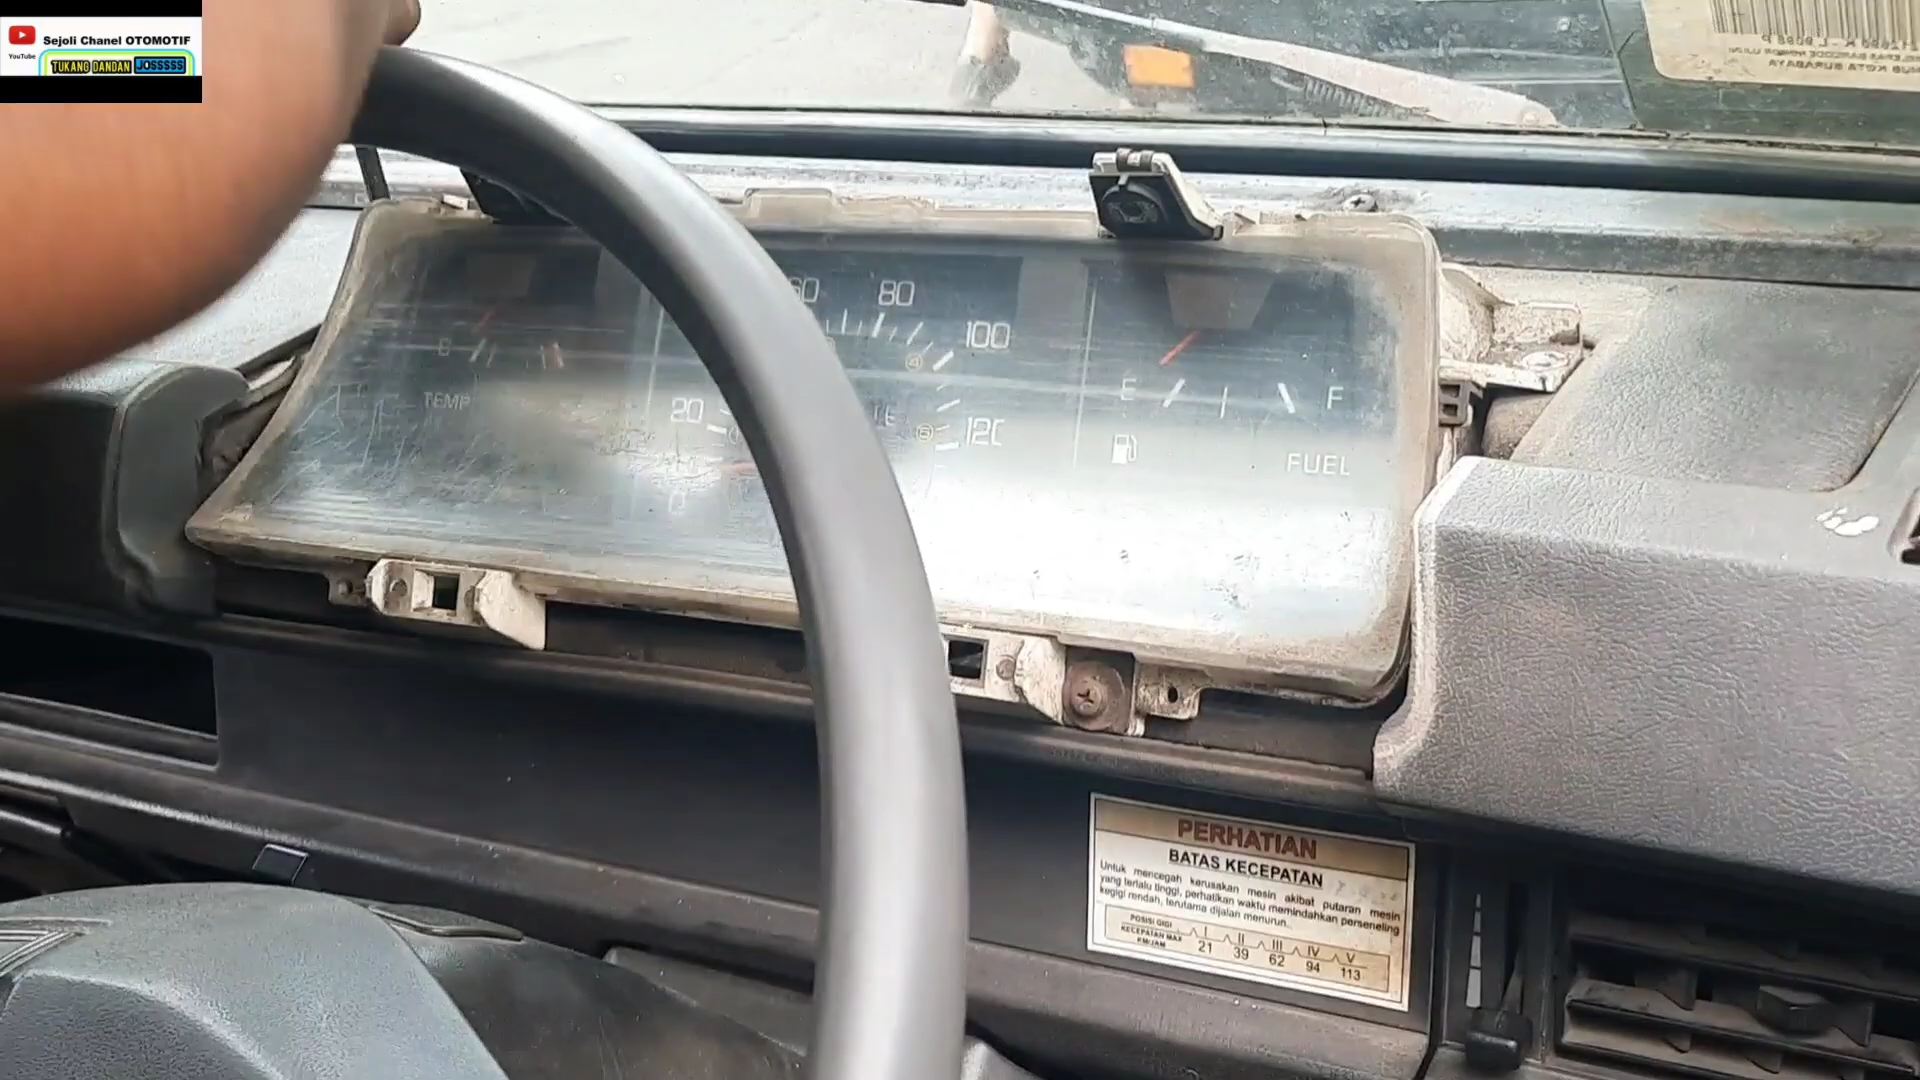 Sejoli Chanel OTOMOTIF
YouTube
TUKANG DANDAN JOSSSSS
60 80
100
120
20
0
TEMP
E F
FUEL
PERHATIAN
BATAS KECEPATAN
Untuk mencegah kerusakan mesin akibat putaran mesin
yang terlalu tinggi, perhatikan waktu memindahkan perseneling
kegigi rendah, terutama dijalan menurun..
POSISI GIGI I II III IV V
KECEPATAN MAX KM/JAM 21 39 62 94 113